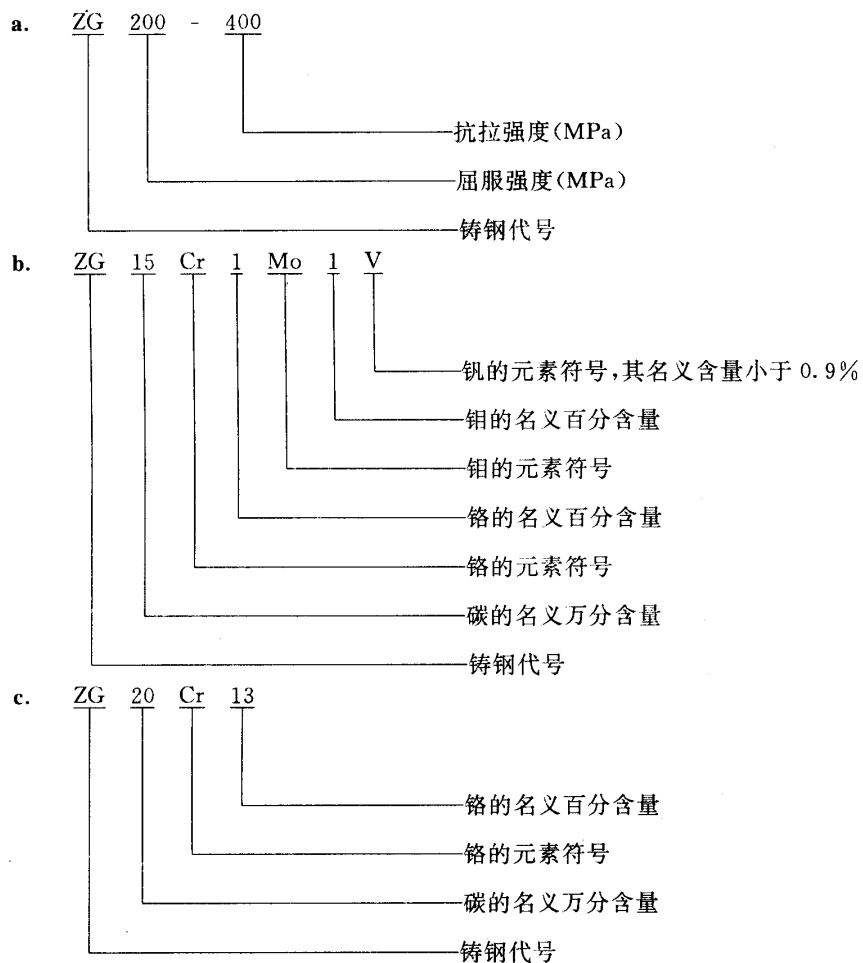 a. ZG 200 - 400
抗拉强度(MPa)
屈服强度(MPa)
铸钢代号
b. ZG 15 Cr 1 Mo 1 V
钒的元素符号,其名义含量小于 0.9%
钼的名义百分含量
钼的元素符号
铬的名义百分含量
铬的元素符号
碳的名义万分含量
铸钢代号
c. ZG 20 Cr 13
铬的名义百分含量
铬的元素符号
碳的名义万分含量
铸钢代号